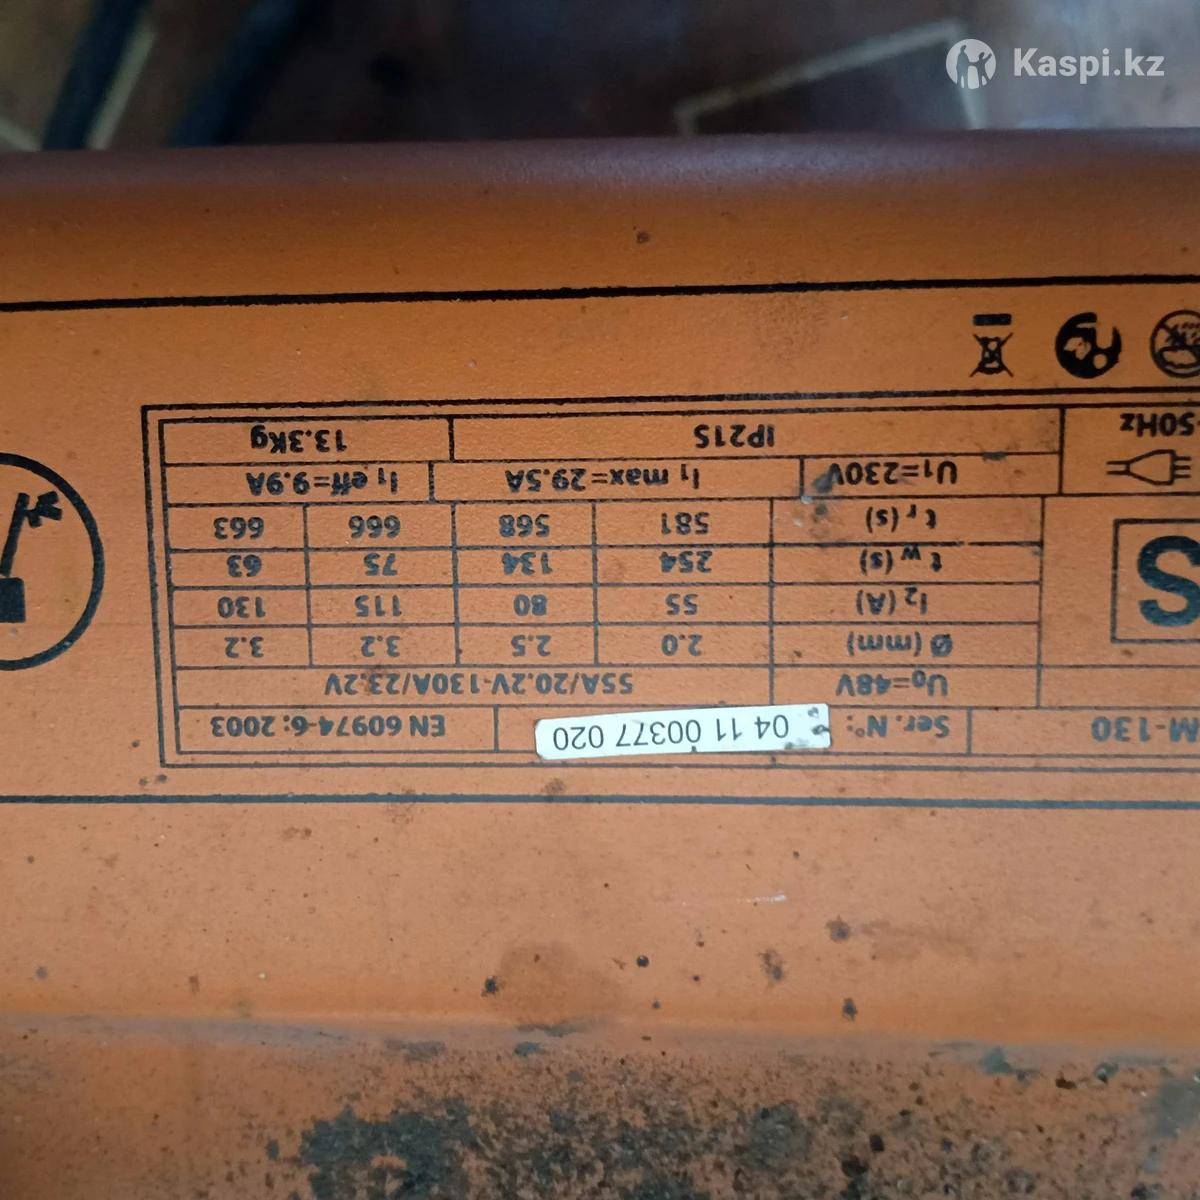 Kaspi.kz
M-130 Ser. N°: 04 11 00377 020 EN 60974-6: 2003
U₀=48V 55A/20.2V-130A/23.2V
Ø (mm) 2.0 2.5 3.2 3.2
S I₂ (A) 55 80 115 130
t w (s) 254 134 75 63
t r (s) 581 568 666 663
U₁=230V I₁ max=29.5A I₁ eff=9.9A
50Hz IP21S 13.3Kg